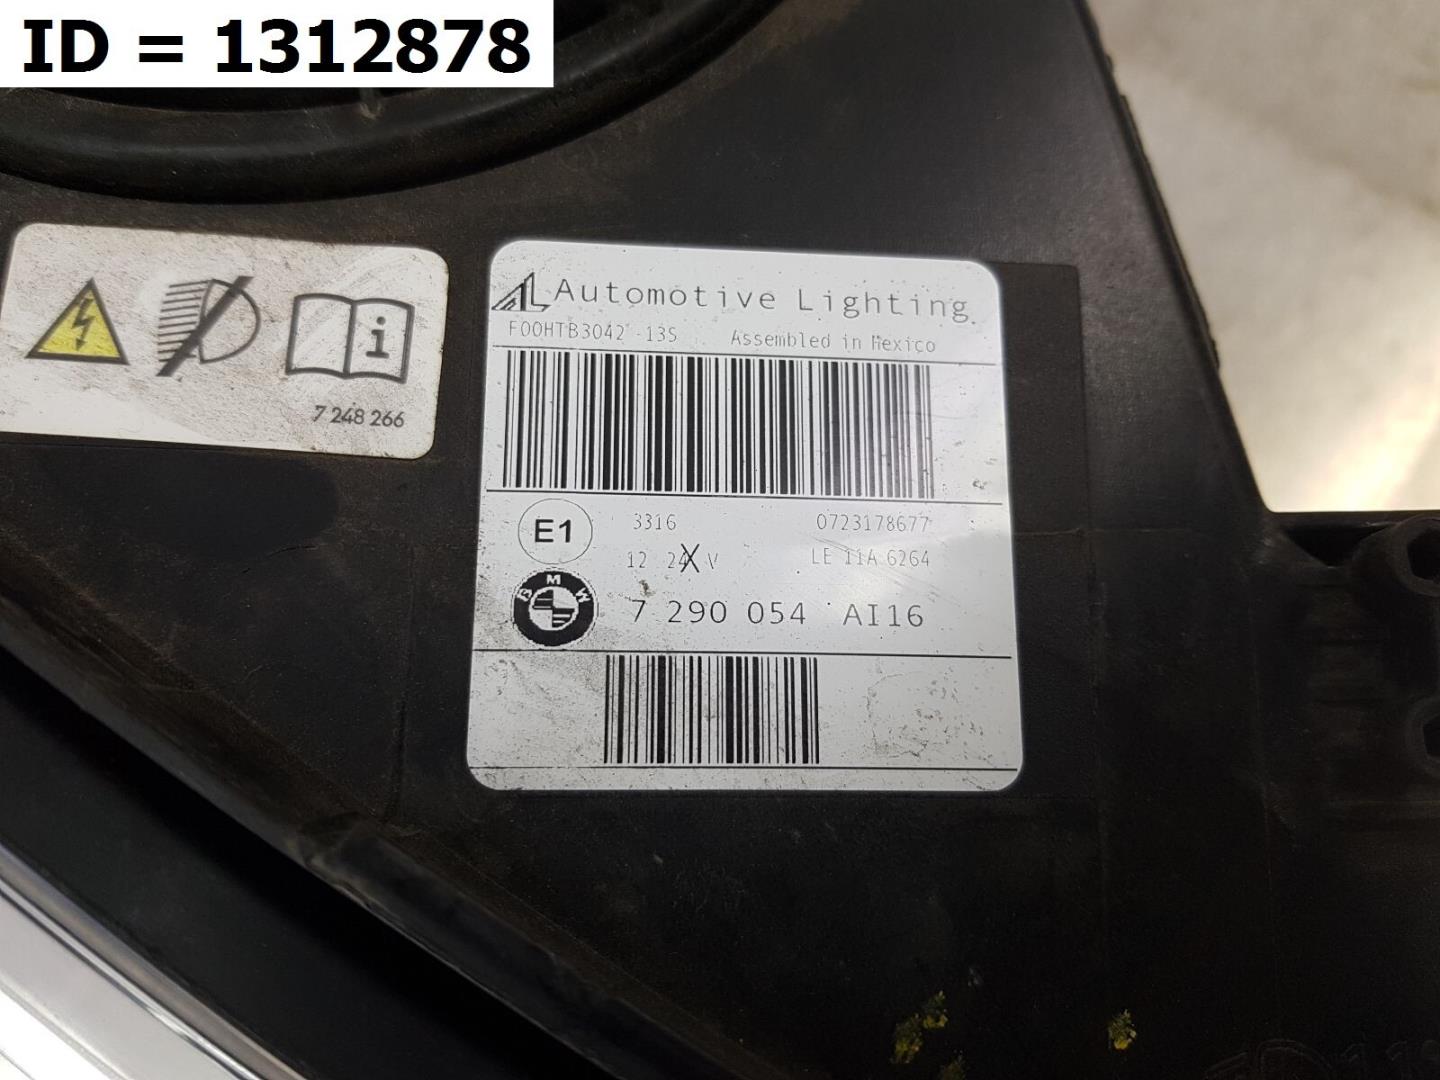 ID = 1312878
7 248 266
AL Automotive Lighting
F00HTB3042 -13S Assembled in Mexico
E1 3316 0723178677
12 24 V LE 11A 6264
BMW 7 290 054 AI16